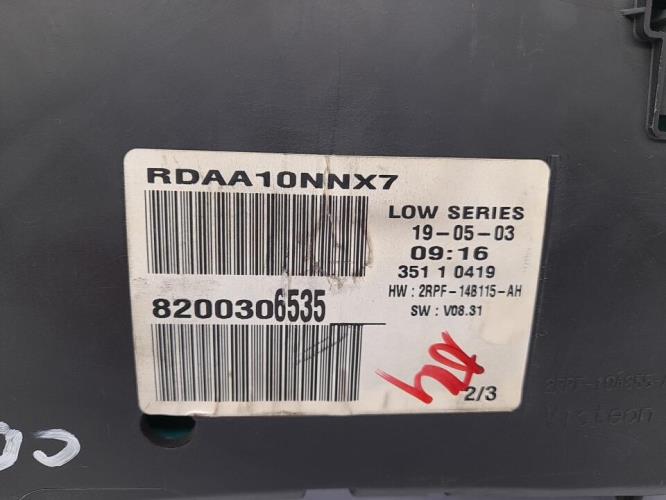 RDAA10NNX7
LOW SERIES
19-05-03
09:16
351 1 0419
HW : 2RPF-14B115-AH
SW : V08.31
8200306535
2/3
Visteon